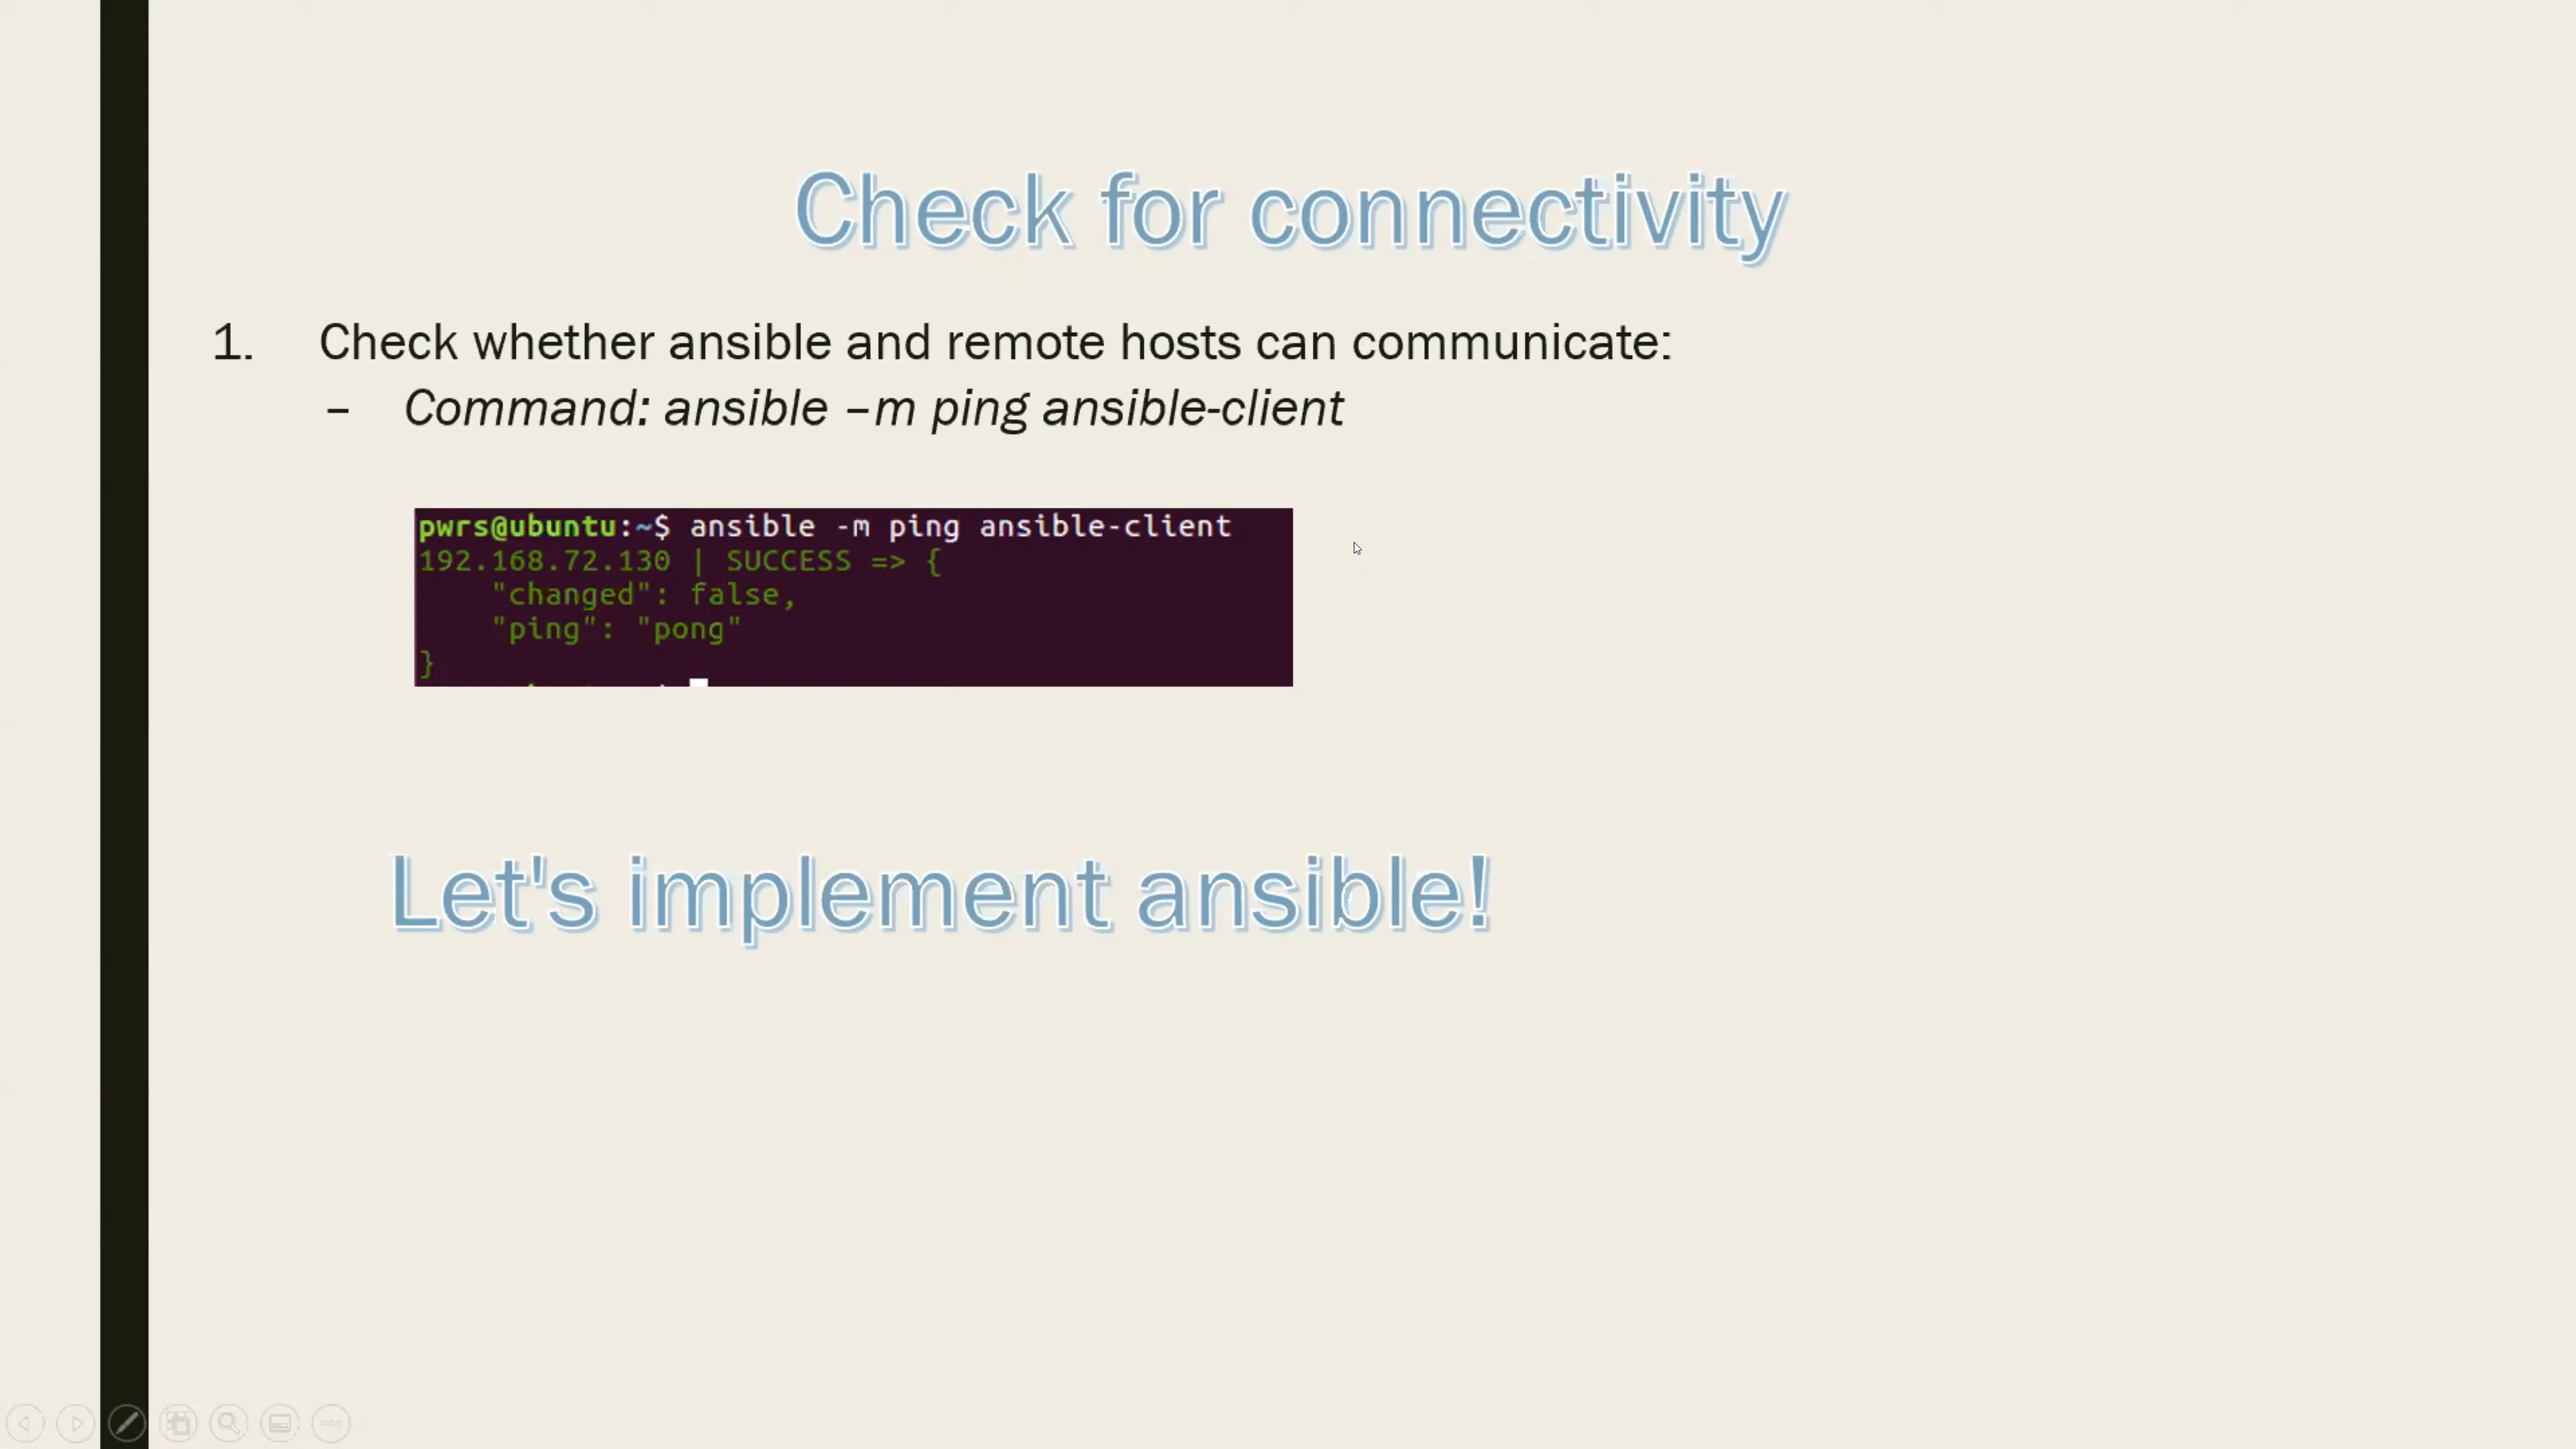 Check for connectivity
1. Check whether ansible and remote hosts can communicate:
– Command: ansible –m ping ansible-client
pwrs@ubuntu:~$ ansible -m ping ansible-client
192.168.72.130 | SUCCESS => {
    "changed": false,
    "ping": "pong"
}
Let's implement ansible!